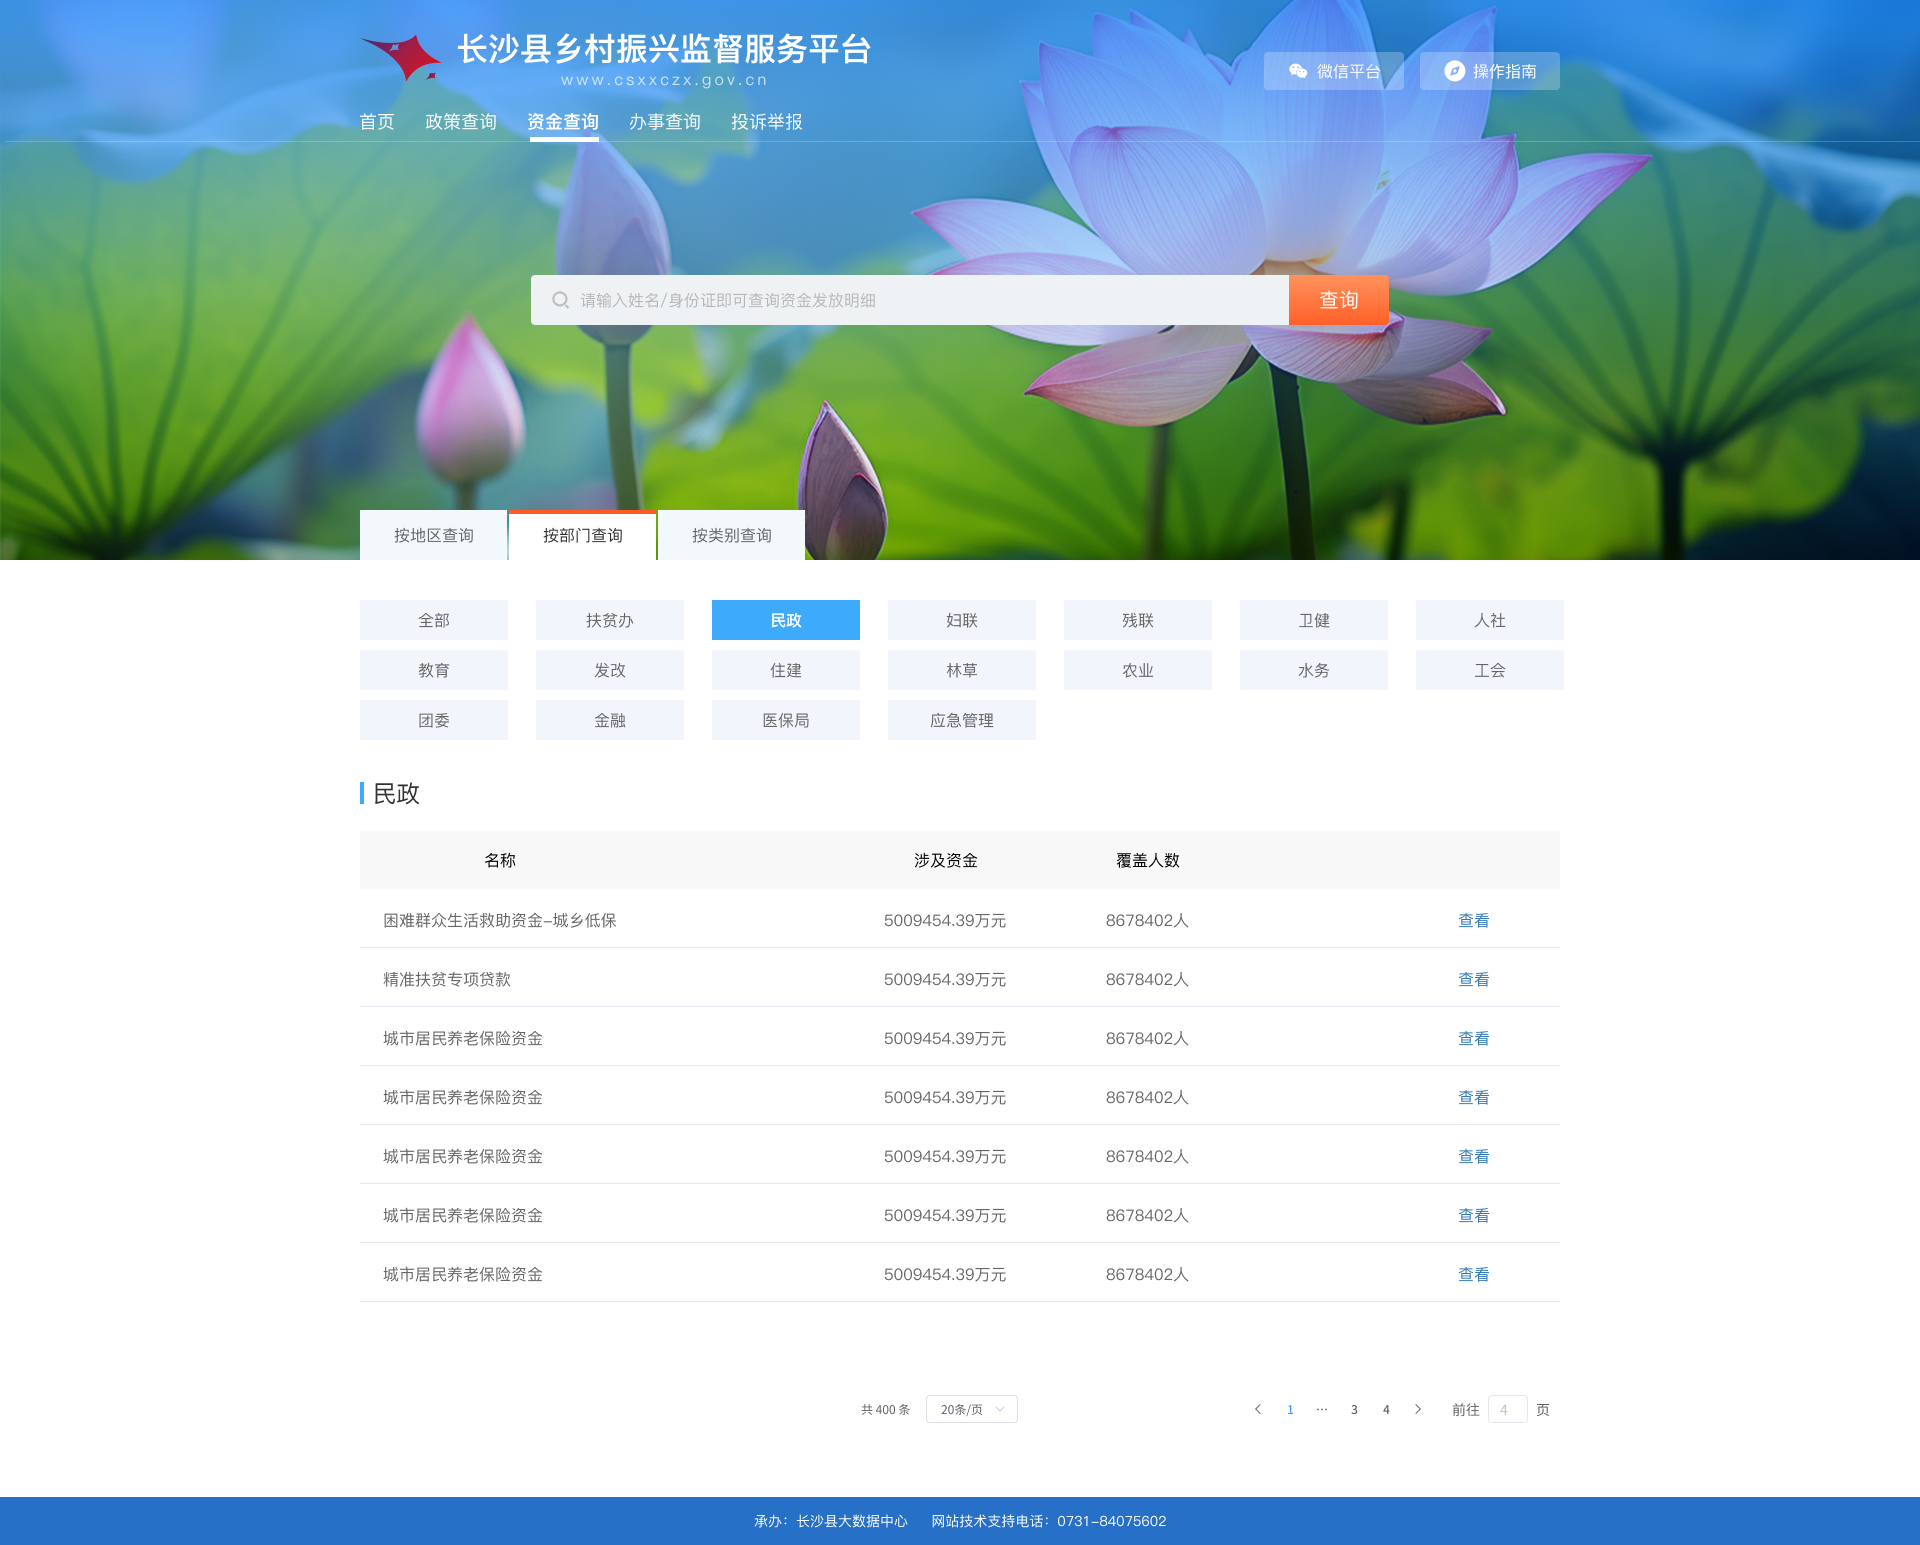 长沙县乡村振兴监督服务平台
www.csxxczx.gov.cn
微信平台 操作指南
首页 政策查询 资金查询 办事查询 投诉举报
请输入姓名/身份证即可查询资金发放明细 查询
按地区查询 按部门查询 按类别查询
全部 扶贫办 民政 妇联 残联 卫健 人社
教育 发改 住建 林草 农业 水务 工会
团委 金融 医保局 应急管理
民政
名称 涉及资金 覆盖人数
困难群众生活救助资金-城乡低保 5009454.39万元 8678402人 查看
精准扶贫专项贷款 5009454.39万元 8678402人 查看
城市居民养老保险资金 5009454.39万元 8678402人 查看
城市居民养老保险资金 5009454.39万元 8678402人 查看
城市居民养老保险资金 5009454.39万元 8678402人 查看
城市居民养老保险资金 5009454.39万元 8678402人 查看
城市居民养老保险资金 5009454.39万元 8678402人 查看
共 400 条 20条/页 1 ··· 3 4 前往 4 页
承办：长沙县大数据中心 网站技术支持电话：0731-84075602